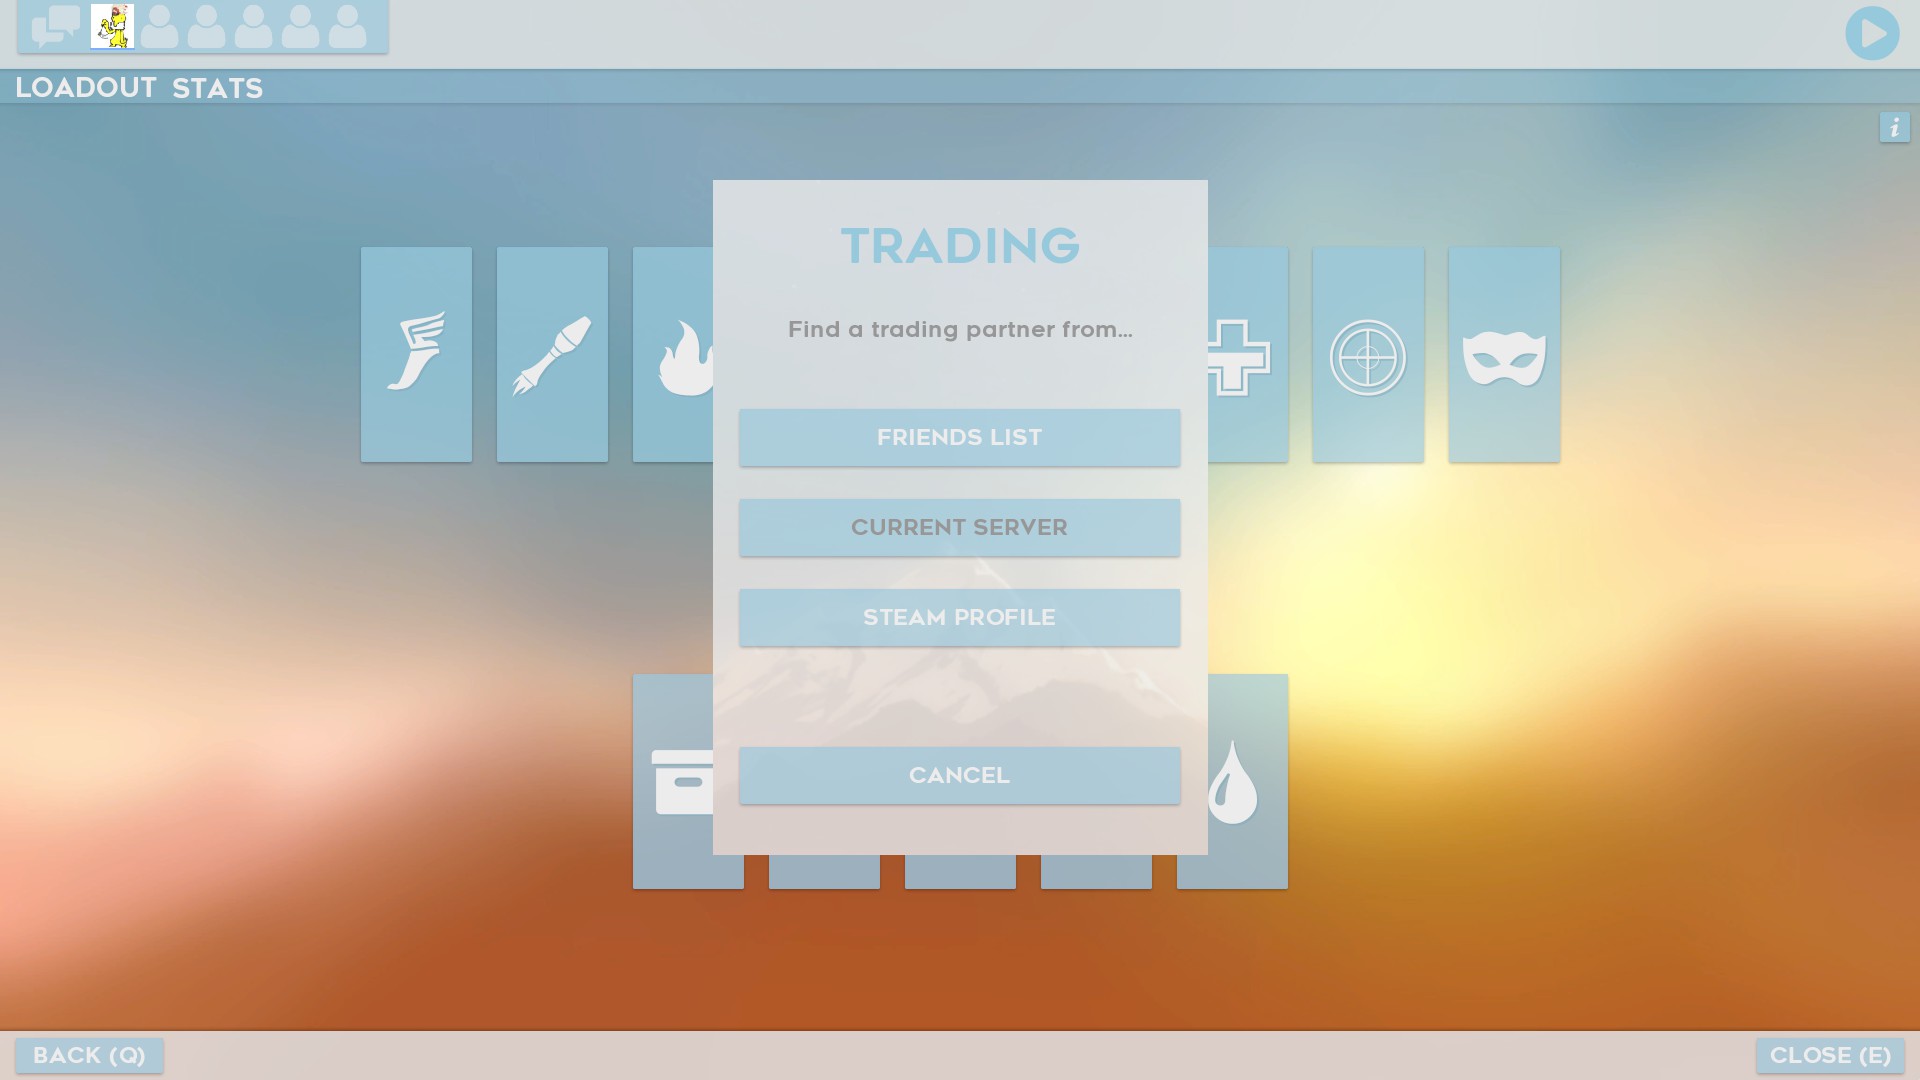 LOADOUT STATS
i
TRADING
Find a trading partner from...
FRIENDS LIST
CURRENT SERVER
STEAM PROFILE
CANCEL
BACK (Q)
CLOSE (E)